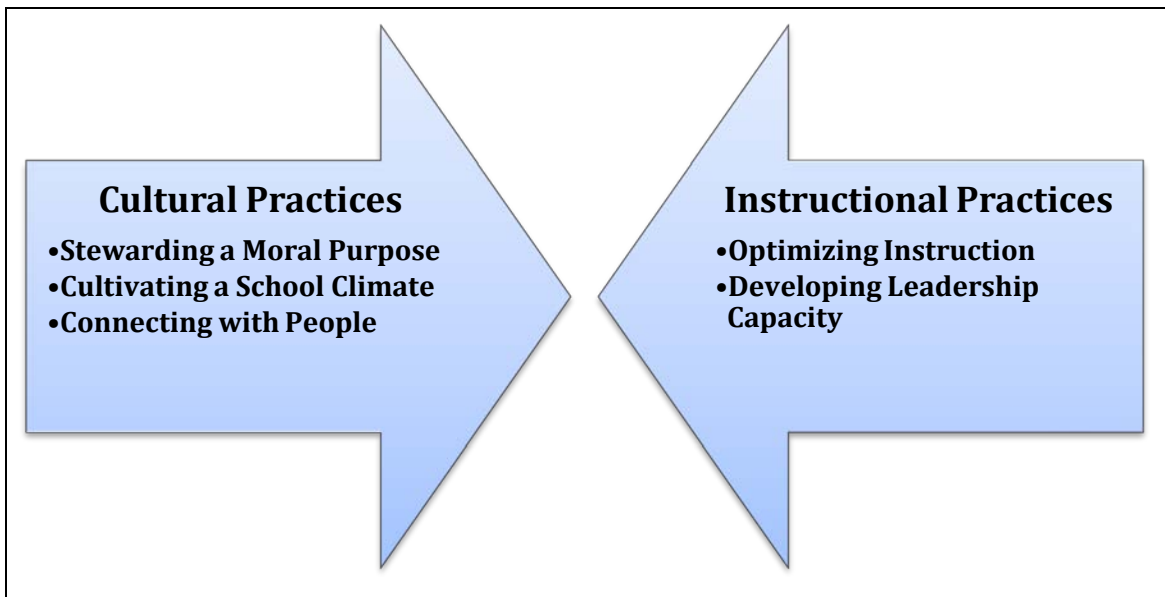 Cultural Practices
•Stewarding a Moral Purpose
•Cultivating a School Climate
•Connecting with People
Instructional Practices
•Optimizing Instruction
•Developing Leadership
Capacity